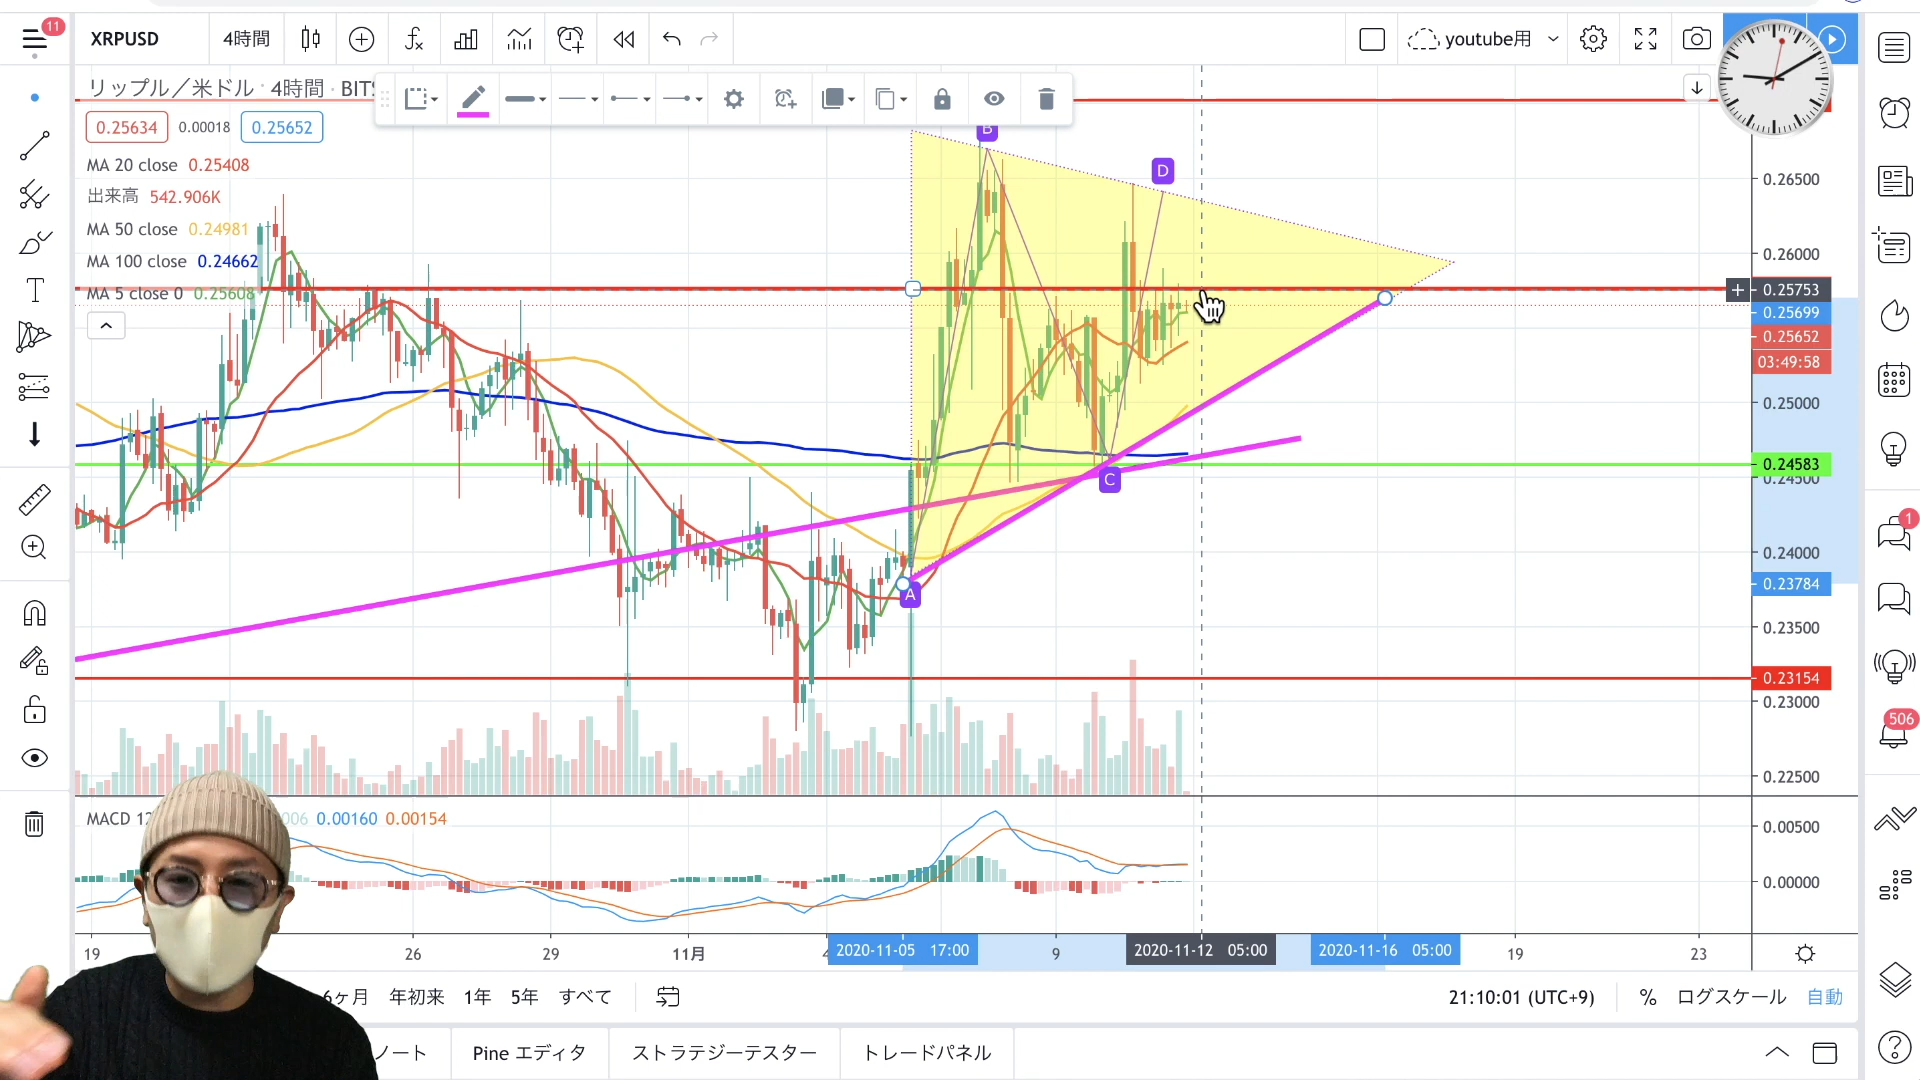 11
XRPUSD
4時間
youtube用
リップル／米ドル · 4時間 · BITS
0.25634
0.00018
0.25652
MA 20 close 0.25408
出来高 542.906K
MA 50 close 0.24981
MA 100 close 0.24662
MA 5 close 0 0.25608
B
D
A
C
0.26500
0.26000
0.25753
0.25699
0.25652
03:49:58
0.25000
0.24583
0.24500
0.24000
0.23784
0.23500
0.23154
0.23000
0.22500
MACD 12
006 0.00160 0.00154
0.00500
0.00000
19
26
29
11月
2020-11-05 17:00
9
2020-11-12 05:00
2020-11-16 05:00
19
23
6ヶ月 年初来 1年 5年 すべて
21:10:01 (UTC+9)
%
ログスケール
自動
ノート
Pine エディタ
ストラテジーテスター
トレードパネル
1
506